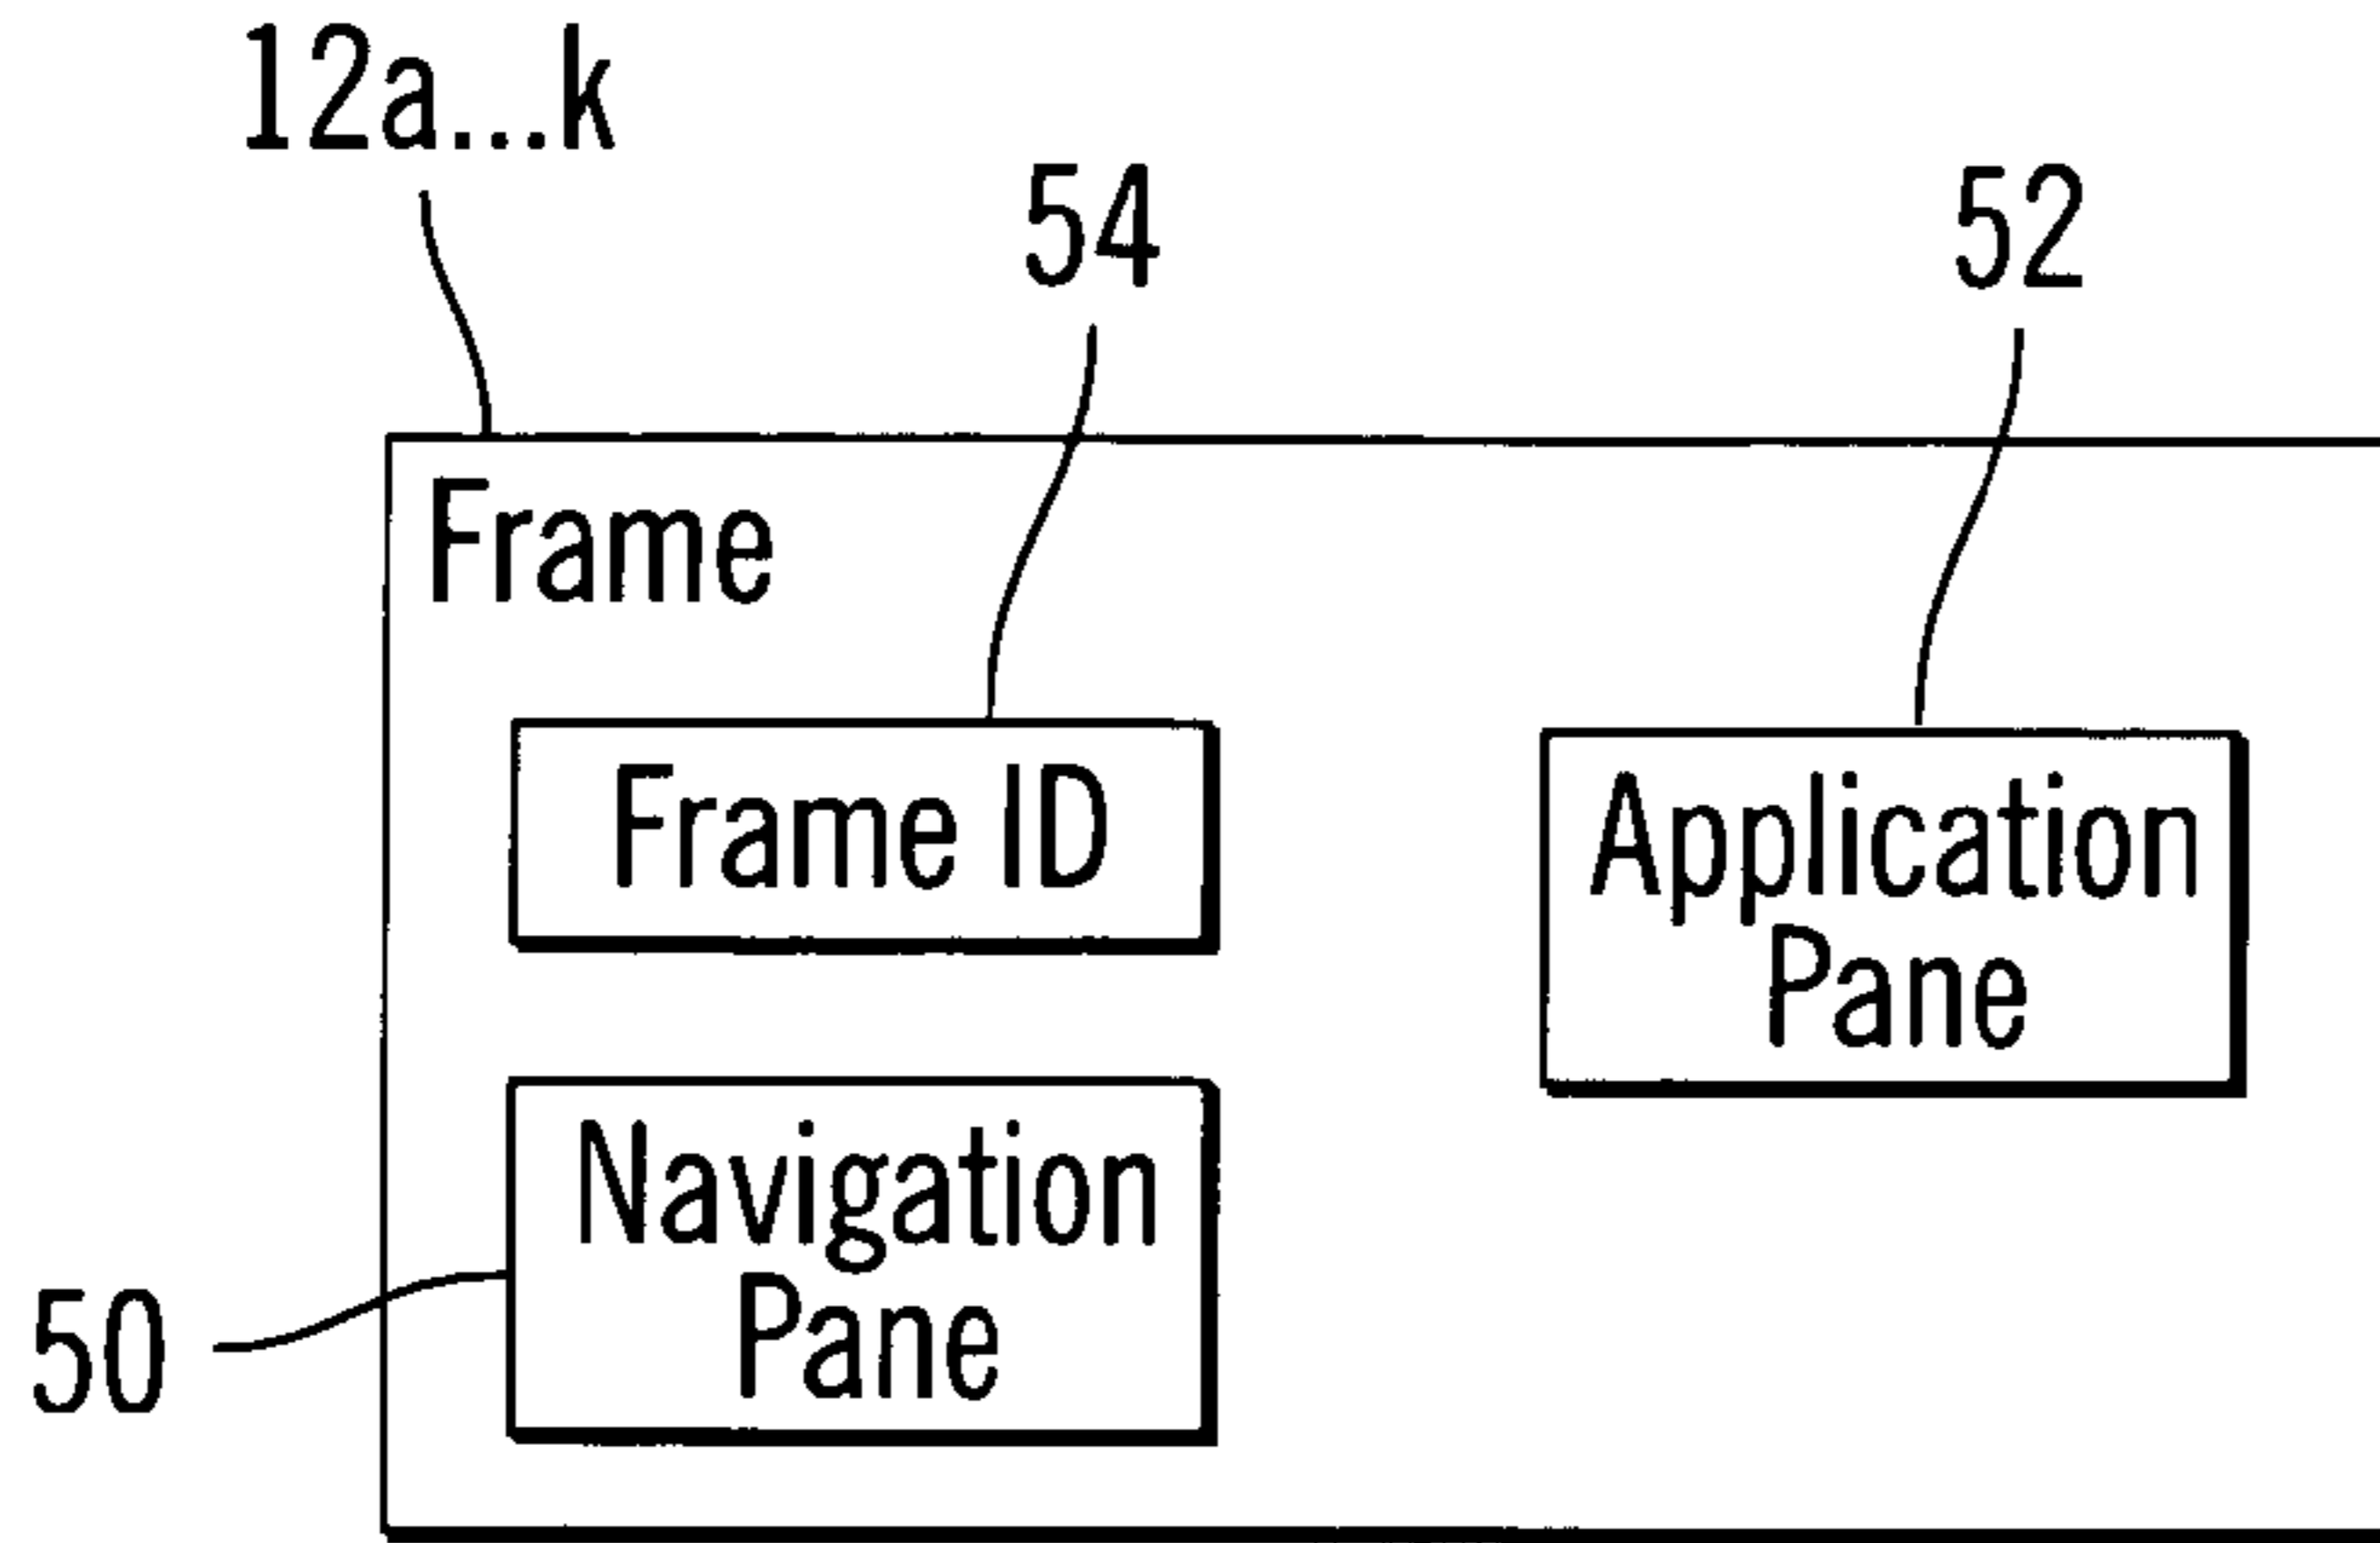 12a...k
54
52
Frame
Frame ID
Application
Pane
Navigation
Pane
50